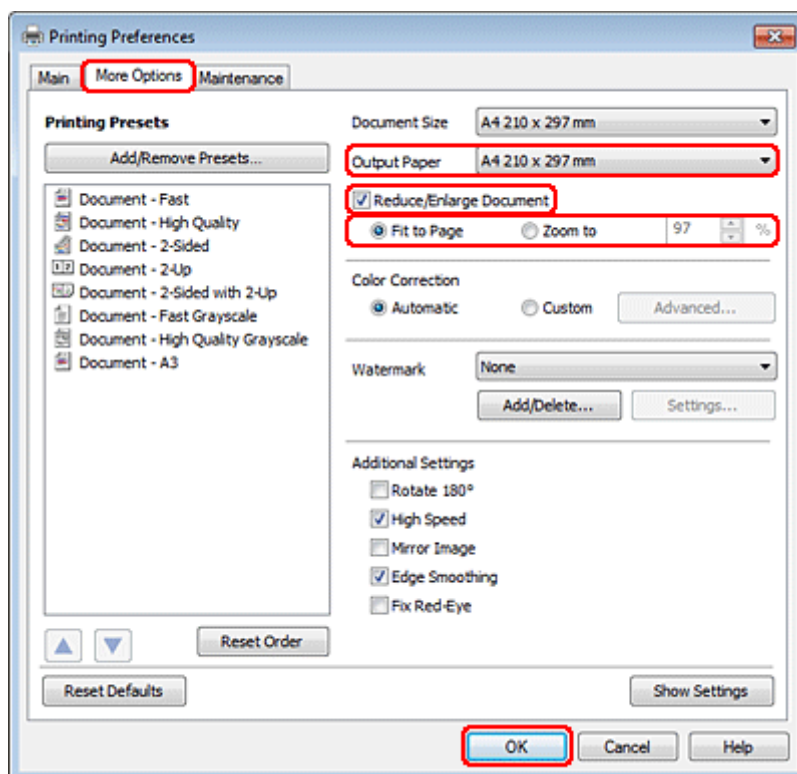 Printing Preferences
Main More Options Maintenance
Printing Presets
Add/Remove Presets...
Document - Fast
Document - High Quality
Document - 2-Sided
Document - 2-Up
Document - 2-Sided with 2-Up
Document - Fast Grayscale
Document - High Quality Grayscale
Document - A3
Reset Order
Document Size A4 210 x 297 mm
Output Paper A4 210 x 297 mm
Reduce/Enlarge Document
Fit to Page Zoom to 97 %
Color Correction
Automatic Custom Advanced...
Watermark None
Add/Delete... Settings...
Additional Settings
Rotate 180°
High Speed
Mirror Image
Edge Smoothing
Fix Red-Eye
Reset Defaults Show Settings
OK Cancel Help